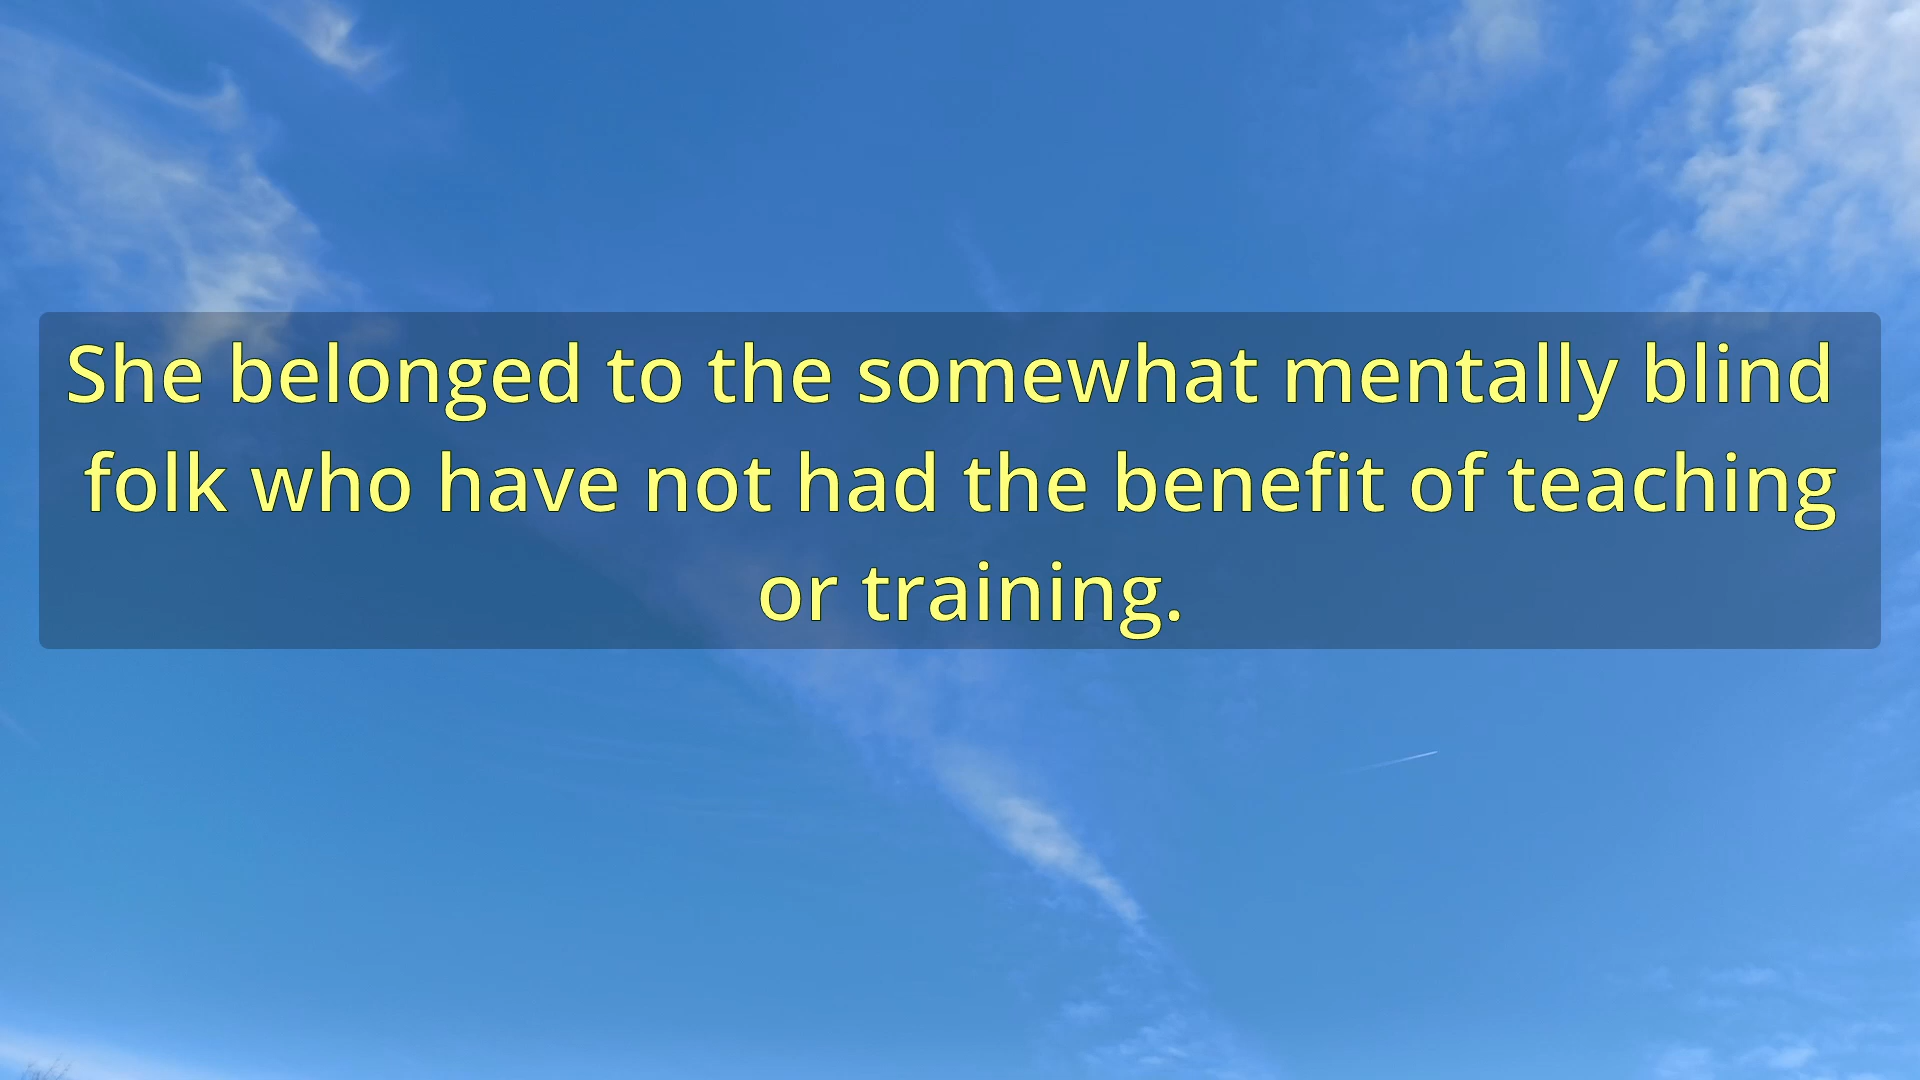 She belonged to the somewhat mentally blind
folk who have not had the benefit of teaching
or training.